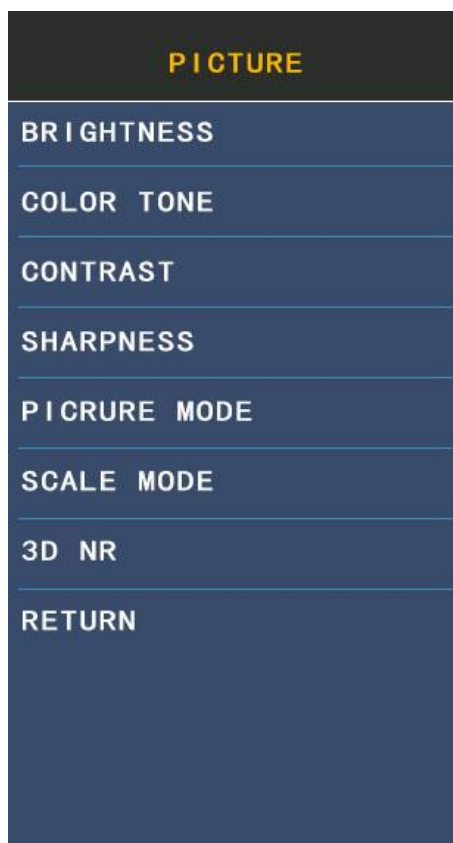 PICTURE
BRIGHTNESS
COLOR TONE
CONTRAST
SHARPNESS
PICRURE MODE
SCALE MODE
3D NR
RETURN